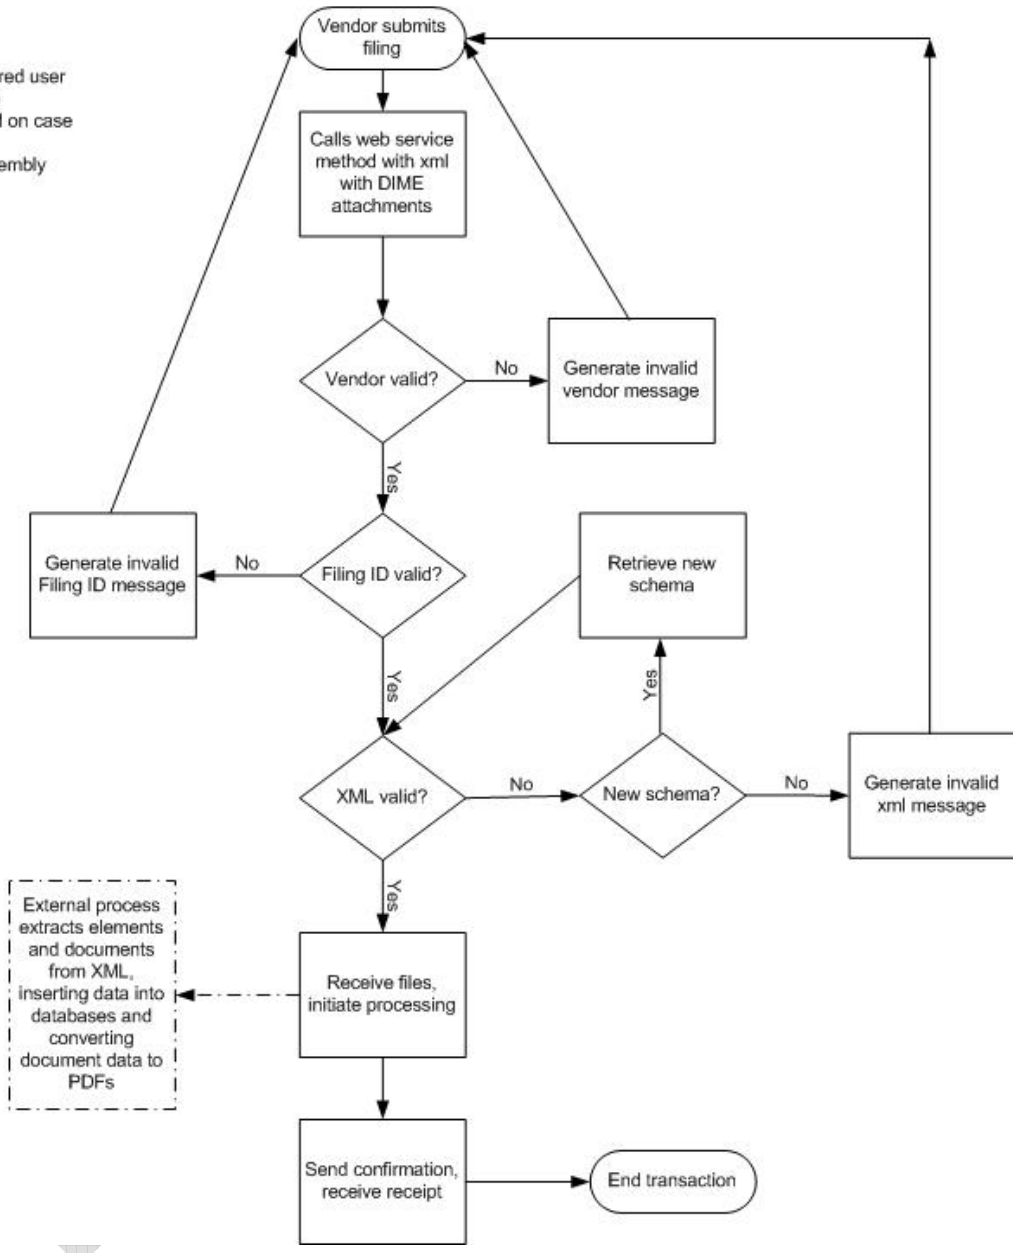 Vendor submits
filing
red user
on case
embly
Calls web service
method with xml
with DIME
attachments
Vendor valid?
No
Generate invalid
vendor message
Yes
Generate invalid
Filing ID message
No
Filing ID valid?
Retrieve new
schema
Yes
Yes
XML valid?
No
New schema?
No
Generate invalid
xml message
Yes
External process
extracts elements
and documents
from XML,
inserting data into
databases and
converting
document data to
PDFs
Receive files,
initiate processing
Send confirmation,
receive receipt
End transaction